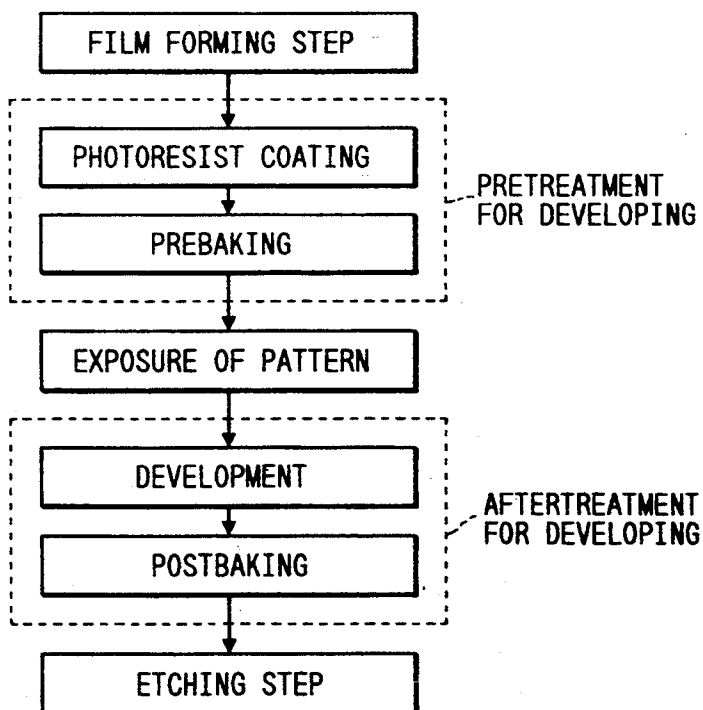 FILM FORMING STEP
PHOTORESIST COATING
PREBAKING
PRETREATMENT
FOR DEVELOPING
EXPOSURE OF PATTERN
DEVELOPMENT
POSTBAKING
AFTERTREATMENT
FOR DEVELOPING
ETCHING STEP